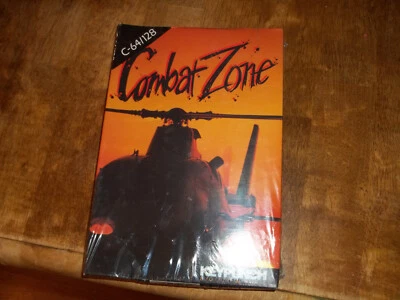 C-64/128
Combat Zone
KEYPUNCH